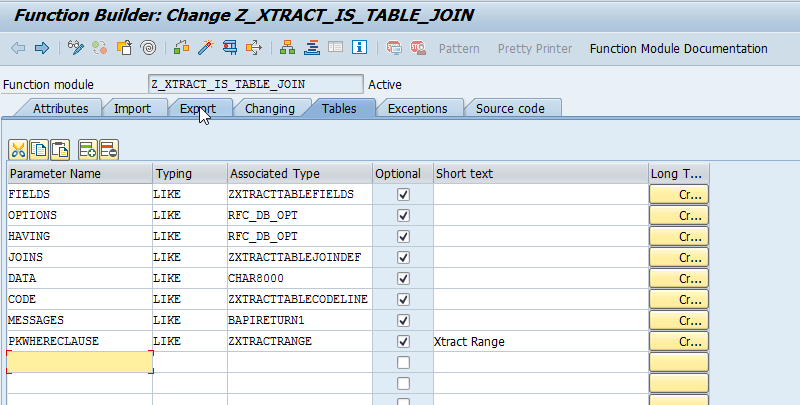 Function Builder: Change Z_XTRACT_IS_TABLE_JOIN
Pattern Pretty Printer Function Module Documentation
Function module Z_XTRACT_IS_TABLE_JOIN Active
Attributes Import Export Changing Tables Exceptions Source code
Parameter Name Typing Associated Type Optional Short text Long T...
FIELDS LIKE ZXTRACTTABLEFIELDS Cr...
OPTIONS LIKE RFC_DB_OPT Cr...
HAVING LIKE RFC_DB_OPT Cr...
JOINS LIKE ZXTRACTTABLEJOINDEF Cr...
DATA LIKE CHAR8000 Cr...
CODE LIKE ZXTRACTTABLECODELINE Cr...
MESSAGES LIKE BAPIRETURN1 Cr...
PKWHERECLAUSE LIKE ZXTRACTRANGE Xtract Range Cr...